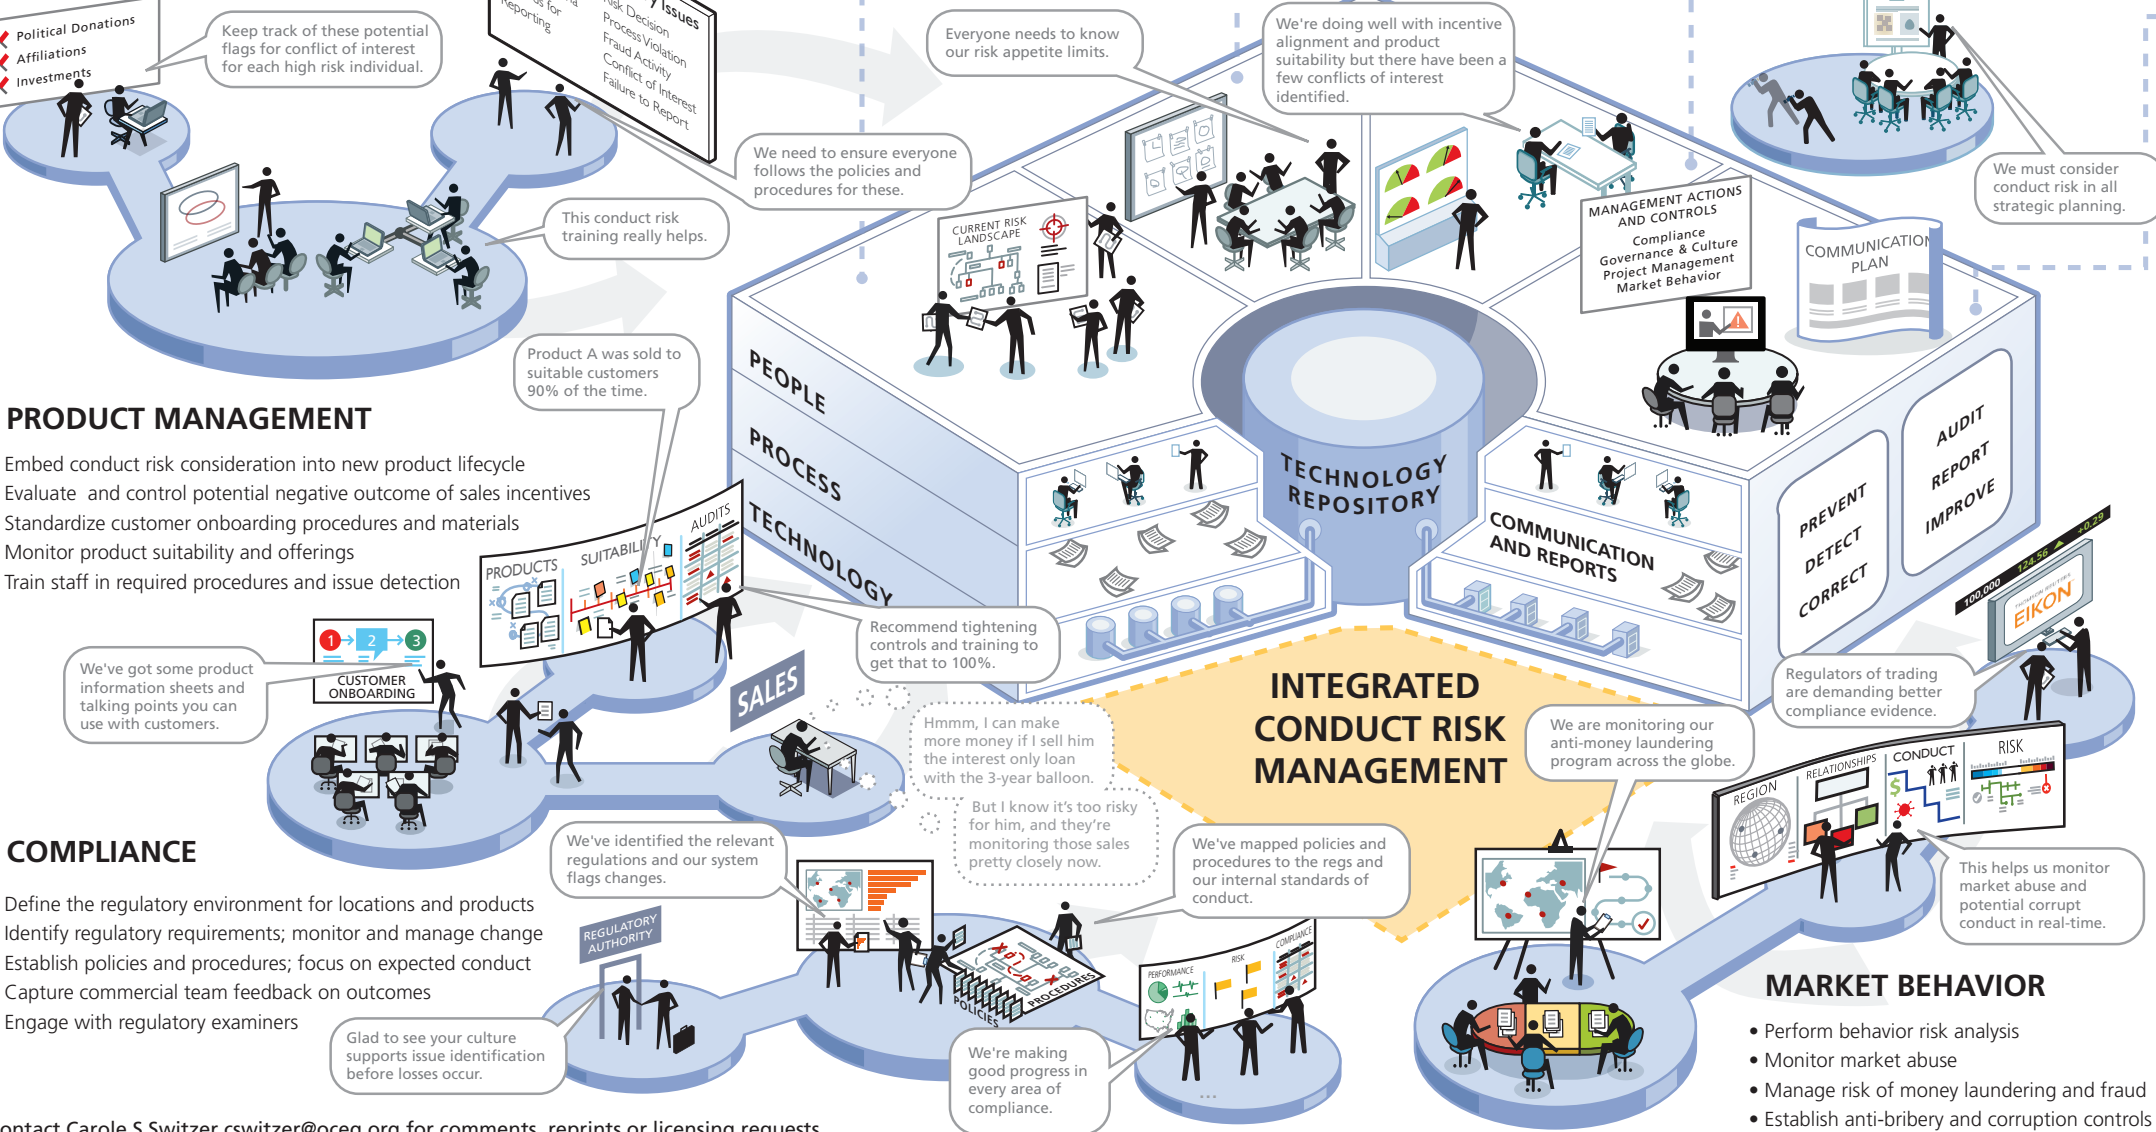 Political Donations
Affiliations
Investments
Keep track of these potential
flags for conflict of interest
for each high risk individual.
for
Reporting
Issues
Risk Decision
Process Violation
Fraud Activity
Conflict of Interest
Failure to Report
We need to ensure everyone
follows the policies and
procedures for these.
This conduct risk
training really helps.
Everyone needs to know
our risk appetite limits.
We're doing well with incentive
alignment and product
suitability but there have been a
few conflicts of interest
identified.
We must consider
conduct risk in all
strategic planning.
CURRENT RISK
LANDSCAPE
MANAGEMENT ACTIONS
AND CONTROLS
Compliance
Governance & Culture
Project Management
Market Behavior
COMMUNICATION
PLAN
PEOPLE
PROCESS
TECHNOLOGY
TECHNOLOGY
REPOSITORY
COMMUNICATION
AND REPORTS
PREVENT
DETECT
CORRECT
AUDIT
REPORT
IMPROVE
Product A was sold to
suitable customers
90% of the time.
PRODUCT MANAGEMENT
Embed conduct risk consideration into new product lifecycle
Evaluate and control potential negative outcome of sales incentives
Standardize customer onboarding procedures and materials
Monitor product suitability and offerings
Train staff in required procedures and issue detection
PRODUCTS
SUITABILITY
AUDITS
Recommend tightening
controls and training to
get that to 100%.
1 2 3
CUSTOMER
ONBOARDING
We've got some product
information sheets and
talking points you can
use with customers.
SALES
Hmmm, I can make
more money if I sell him
the interest only loan
with the 3-year balloon.
But I know it's too risky
for him, and they're
monitoring those sales
pretty closely now.
INTEGRATED
CONDUCT RISK
MANAGEMENT
100,000 124.56 +0.29
THOMSON REUTERS
EIKON
Regulators of trading
are demanding better
compliance evidence.
We are monitoring our
anti-money laundering
program across the globe.
REGION
RELATIONSHIPS
CONDUCT
RISK
$
This helps us monitor
market abuse and
potential corrupt
conduct in real-time.
COMPLIANCE
Define the regulatory environment for locations and products
Identify regulatory requirements; monitor and manage change
Establish policies and procedures; focus on expected conduct
Capture commercial team feedback on outcomes
Engage with regulatory examiners
We've identified the relevant
regulations and our system
flags changes.
REGULATORY
AUTHORITY
Glad to see your culture
supports issue identification
before losses occur.
We've mapped policies and
procedures to the regs and
our internal standards of
conduct.
POLICIES
PROCEDURES
PERFORMANCE
RISK
COMPLIANCE
We're making
good progress in
every area of
compliance.
...
MARKET BEHAVIOR
• Perform behavior risk analysis
• Monitor market abuse
• Manage risk of money laundering and fraud
• Establish anti-bribery and corruption controls
ontact Carole S Switzer cswitzer@oceg.org for comments, reprints or licensing requests